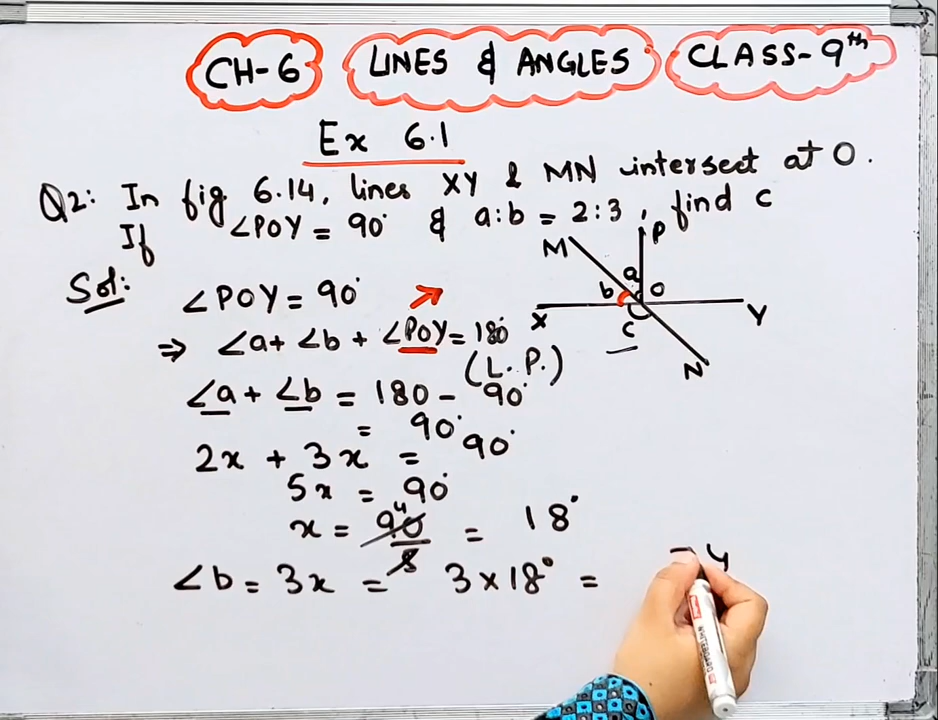 CH-6 LINES & ANGLES CLASS-9th
Ex 6.1
Q2: In fig 6.14, lines XY & MN intersect at O.
If ∠POY = 90° & a:b = 2:3, find c
M P
a
b O
X c Y
N
Sol:
∠POY = 90°
⇒ ∠a + ∠b + ∠POY = 180°
(L.P.)
∠a + ∠b = 180 - 90°
= 90°
2x + 3x = 90°
5x = 90°
x = 90/5 = 18°
∠b = 3x = 3 × 18° =